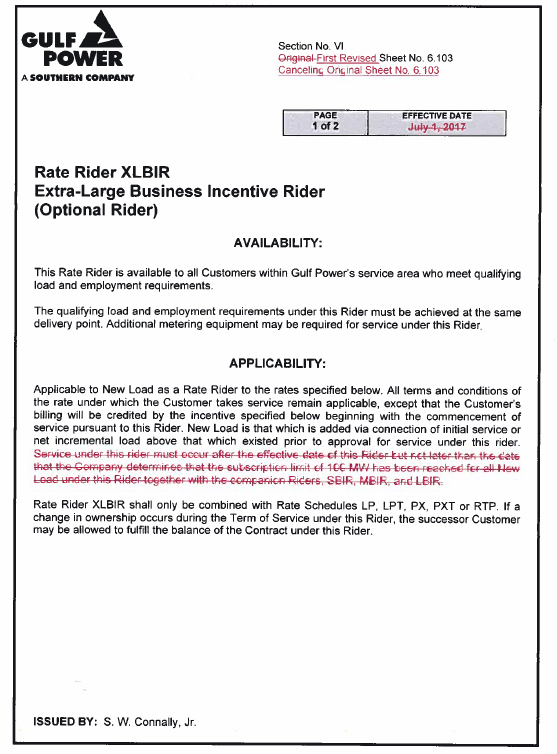 GULF
POWER
A SOUTHERN COMPANY
Section No. VI
Original First Revised Sheet No. 6.103
Canceling Original Sheet No. 6.103
PAGE
EFFECTIVE DATE
1 of 2
July 1, 2017
Rate Rider XLBIR
Extra-Large Business Incentive Rider
(Optional Rider)
AVAILABILITY:
This Rate Rider is available to all Customers within Gulf Power's service area who meet qualifying
load and employment requirements.
The qualifying load and employment requirements under this Rider must be achieved at the same
delivery point. Additional metering equipment may be required for service under this Rider.
APPLICABILITY:
Applicable to New Load as a Rate Rider to the rates specified below. All terms and conditions of
the rate under which the Customer takes service remain applicable, except that the Customer's
billing will be credited by the incentive specified below beginning with the commencement of
service pursuant to this Rider. New Load is that which is added via connection of initial service or
net incremental load above that which existed prior to approval for service under this rider.
Service under this rider must occur after the effective date of this Rider but not later than the date
that the Company determines that the subscription limit of 100 MW has been reached for all New
Load under this Rider together with the companion Riders, SBIR, MBIR, and LBIR.
Rate Rider XLBIR shall only be combined with Rate Schedules LP, LPT, PX, PXT or RTP. If a
change in ownership occurs during the Term of Service under this Rider, the successor Customer
may be allowed to fulfill the balance of the Contract under this Rider.
ISSUED BY: S. W. Connally, Jr.